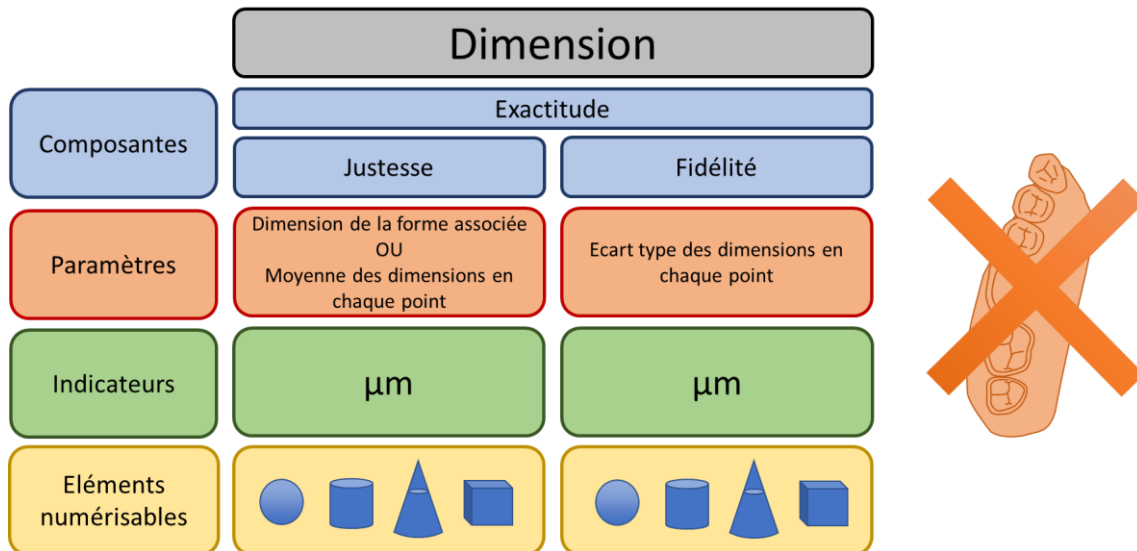 Dimension
Composantes
Exactitude
Justesse
Fidélité
Paramètres
Dimension de la forme associée
OU
Moyenne des dimensions en
chaque point
Ecart type des dimensions en
chaque point
Indicateurs
µm
µm
Eléments
numérisables